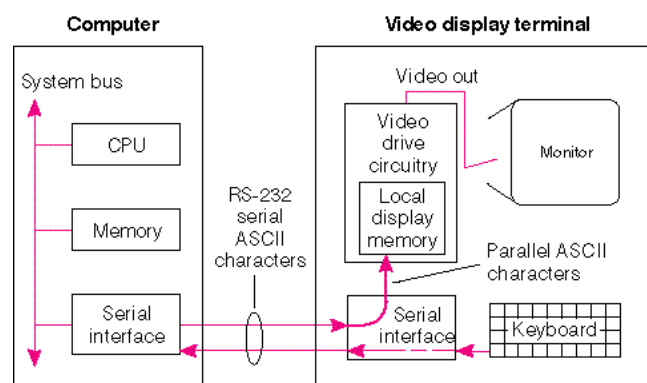 Computer
Video display terminal
System bus
CPU
Memory
Serial
interface
RS-232
serial
ASCII
characters
Video out
Video
drive
circuitry
Local
display
memory
Monitor
Parallel ASCII
characters
Serial
interface
Keyboard